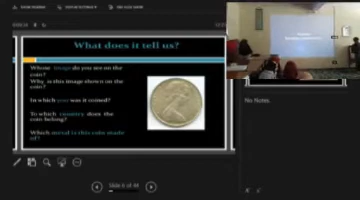 What does it tell us?
Whose image do you see on the
coin?
Why is this image shown on the
coin?
In which year was it coined?
To which country does the
coin belong?
Which metal is this coin made
of?
No Notes.
Slide 8 of 44